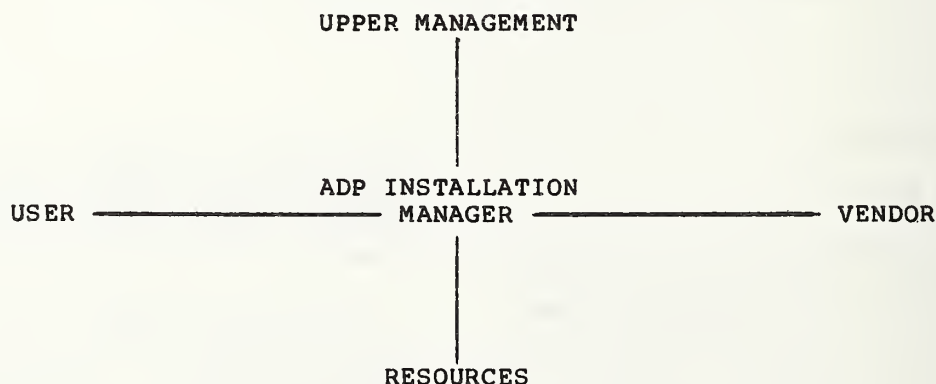 UPPER MANAGEMENT
ADP INSTALLATION
USER MANAGER VENDOR
RESOURCES